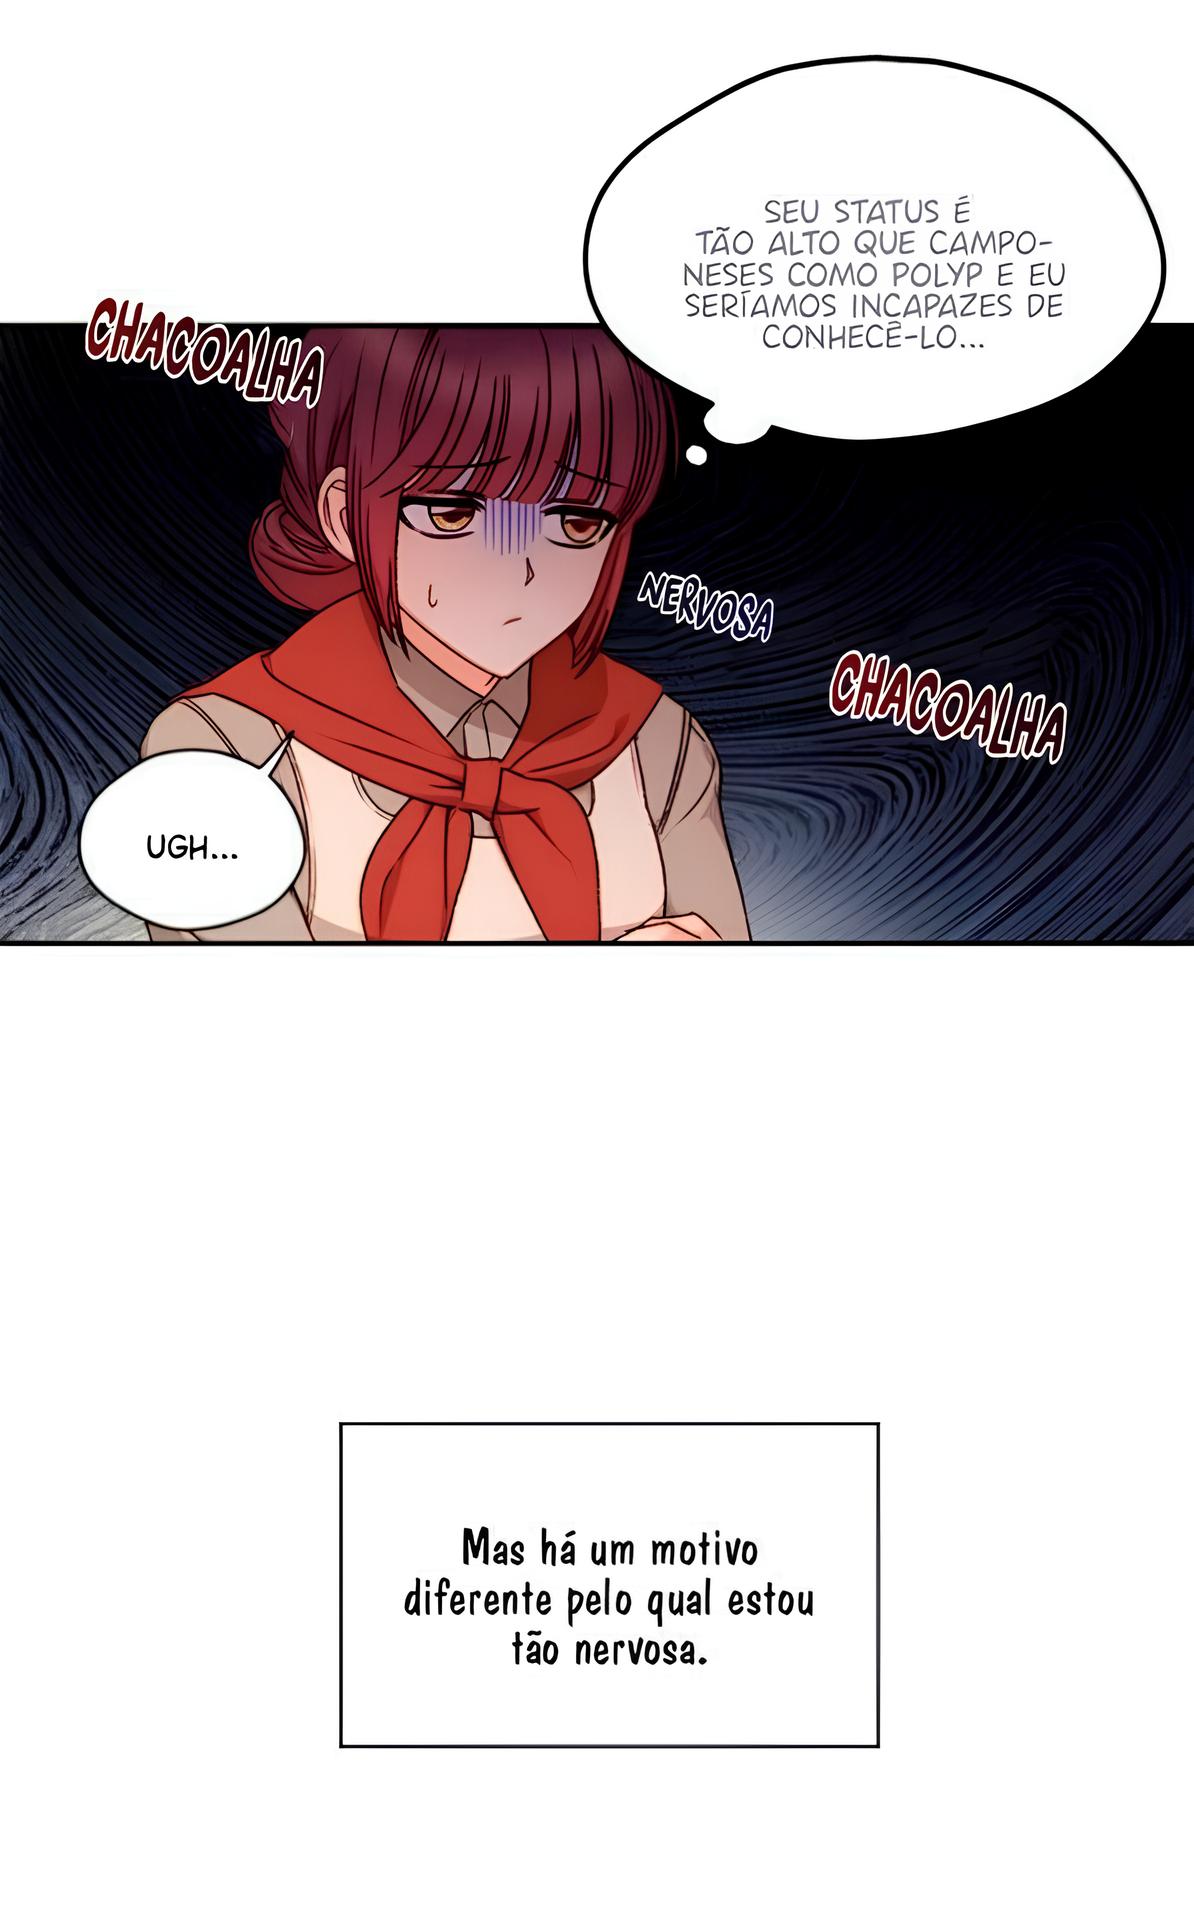 SEU STATUS É
TÃO ALTO QUE CAMPO-
NESES COMO POLYP E EU
SERÍAMOS INCAPAZES DE
CONHECÊ-LO...
CHACOALHA
NERVOSA
CHACOALHA
UGH...
Mas há um motivo
diferente pelo qual estou
tão nervosa.